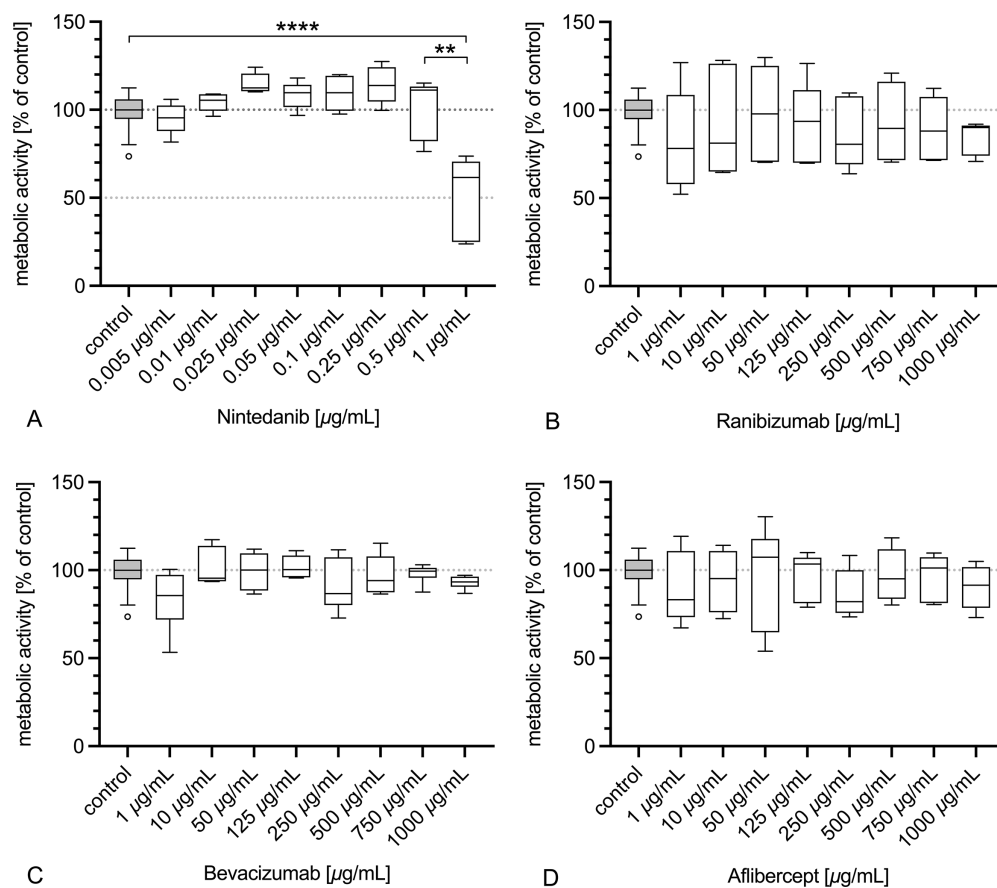 metabolic activity [% of control]
150
100
50
0
****
**
control
0.005 µg/mL
0.01 µg/mL
0.025 µg/mL
0.05 µg/mL
0.1 µg/mL
0.25 µg/mL
0.5 µg/mL
1 µg/mL
A
Nintedanib [µg/mL]
metabolic activity [% of control]
150
100
50
0
control
1 µg/mL
10 µg/mL
50 µg/mL
125 µg/mL
250 µg/mL
500 µg/mL
750 µg/mL
1000 µg/mL
B
Ranibizumab [µg/mL]
metabolic activity [% of control]
150
100
50
0
control
1 µg/mL
10 µg/mL
50 µg/mL
125 µg/mL
250 µg/mL
500 µg/mL
750 µg/mL
1000 µg/mL
C
Bevacizumab [µg/mL]
metabolic activity [% of control]
150
100
50
0
control
1 µg/mL
10 µg/mL
50 µg/mL
125 µg/mL
250 µg/mL
500 µg/mL
750 µg/mL
1000 µg/mL
D
Aflibercept [µg/mL]